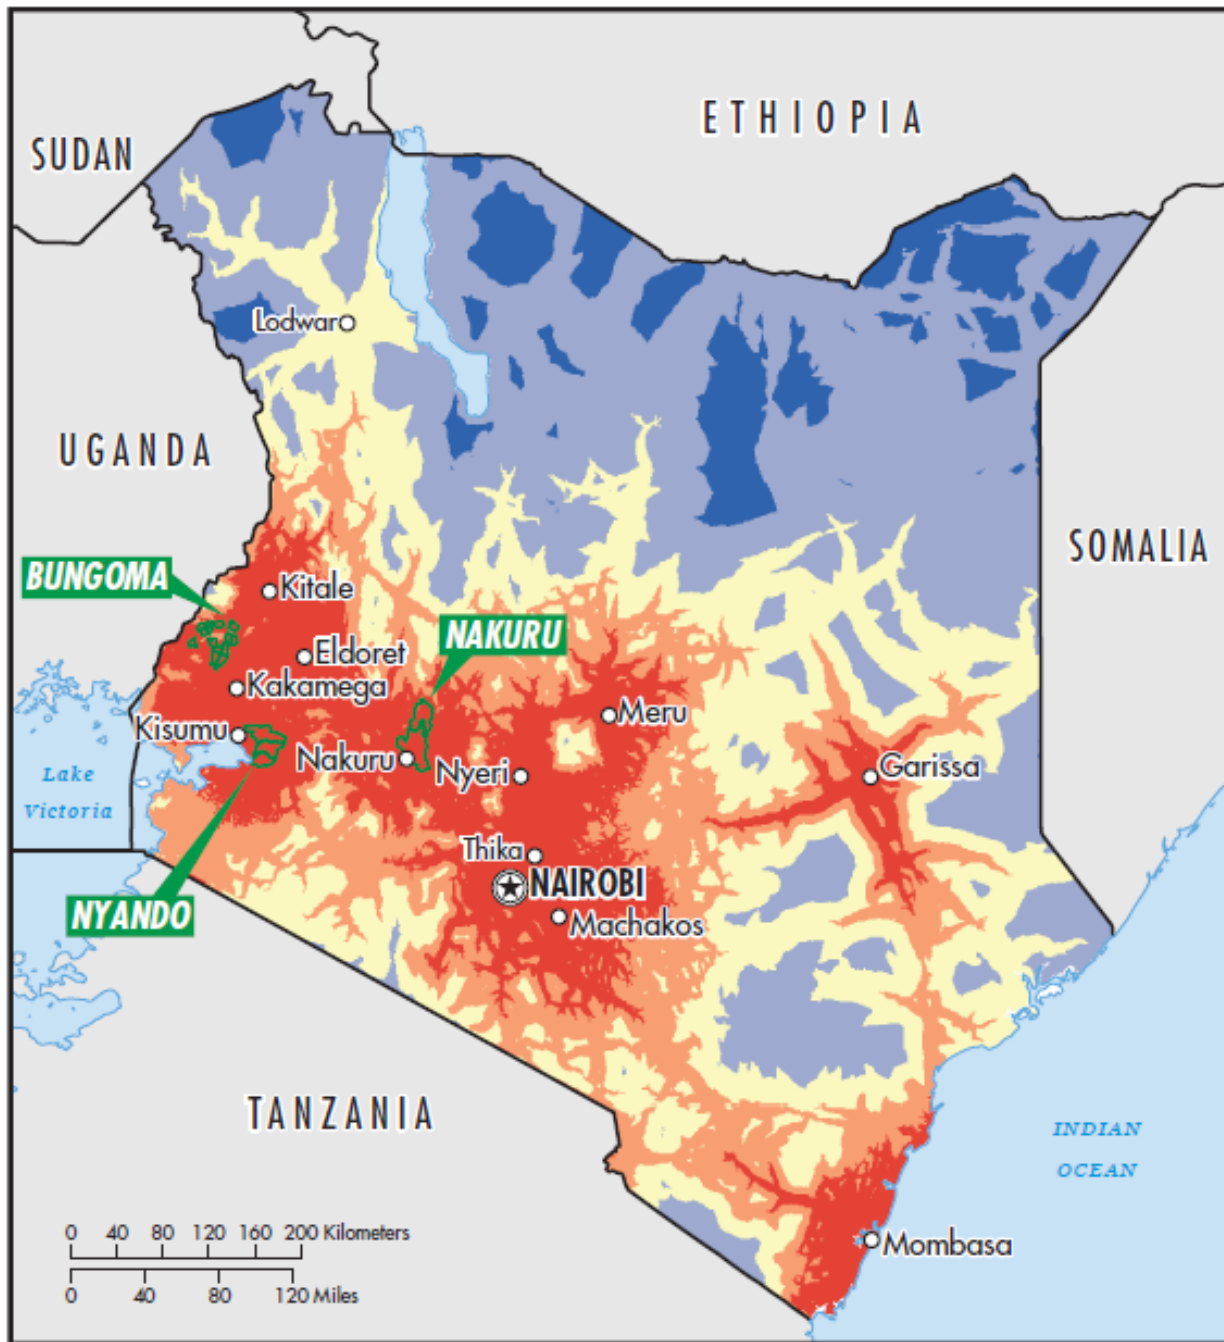 ETHIOPIA
SUDAN
Lodwar
UGANDA
SOMALIA
BUNGOMA
Kitale
NAKURU
Eldoret
Kakamega
Meru
Kisumu
Nakuru
Nyeri
Garissa
Lake
Victoria
Thika
NAIROBI
NYANDO
Machakos
TANZANIA
INDIAN
OCEAN
0 40 80 120 160 200 Kilometers
0 40 80 120 Miles
Mombasa